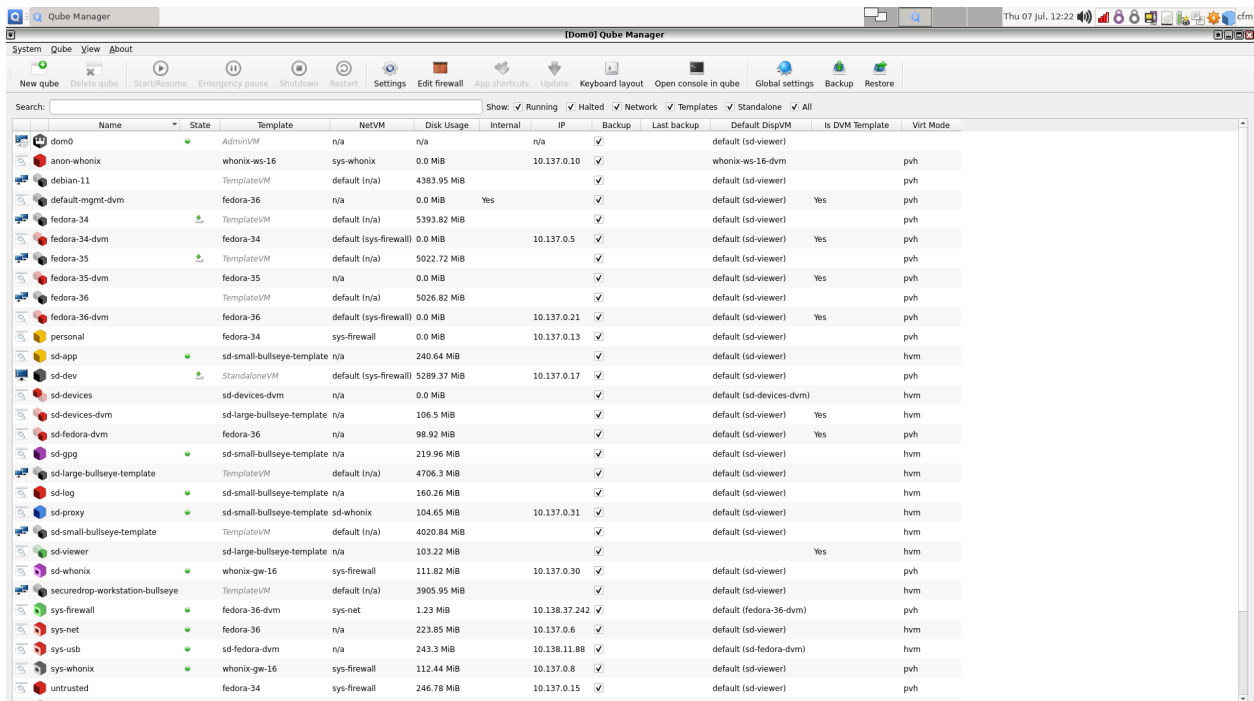 Qube Manager Thu 07 Jul, 12:22 cfm
[Dom0] Qube Manager
System Qube View About
New qube Delete qube Start/Resume Emergency pause Shutdown Restart Settings Edit firewall App shortcuts Update Keyboard layout Open console in qube Global settings Backup Restore
Search: Show: Running Halted Network Templates Standalone All
Name State Template NetVM Disk Usage Internal IP Backup Last backup Default DispVM Is DVM Template Virt Mode
dom0 AdminVM n/a n/a n/a default (sd-viewer)
anon-whonix whonix-ws-16 sys-whonix 0.0 MiB 10.137.0.10 whonix-ws-16-dvm pvh
debian-11 TemplateVM default (n/a) 4383.95 MiB default (sd-viewer) pvh
default-mgmt-dvm fedora-36 n/a 0.0 MiB Yes default (sd-viewer) Yes pvh
fedora-34 TemplateVM default (n/a) 5393.82 MiB default (sd-viewer) pvh
fedora-34-dvm fedora-34 default (sys-firewall) 0.0 MiB 10.137.0.5 default (sd-viewer) Yes pvh
fedora-35 TemplateVM default (n/a) 5022.72 MiB default (sd-viewer) pvh
fedora-35-dvm fedora-35 n/a 0.0 MiB default (sd-viewer) Yes pvh
fedora-36 TemplateVM default (n/a) 5026.82 MiB default (sd-viewer) pvh
fedora-36-dvm fedora-36 default (sys-firewall) 0.0 MiB 10.137.0.21 default (sd-viewer) Yes pvh
personal fedora-34 sys-firewall 0.0 MiB 10.137.0.13 default (sd-viewer) pvh
sd-app sd-small-bullseye-template n/a 240.64 MiB default (sd-viewer) hvm
sd-dev StandaloneVM default (sys-firewall) 5289.37 MiB 10.137.0.17 default (sd-viewer) pvh
sd-devices sd-devices-dvm n/a 0.0 MiB default (sd-devices-dvm) hvm
sd-devices-dvm sd-large-bullseye-template n/a 106.5 MiB default (sd-viewer) Yes hvm
sd-fedora-dvm fedora-36 n/a 98.92 MiB default (sd-viewer) Yes pvh
sd-gpg sd-small-bullseye-template n/a 219.96 MiB default (sd-viewer) hvm
sd-large-bullseye-template TemplateVM default (n/a) 4706.3 MiB default (sd-viewer) hvm
sd-log sd-small-bullseye-template n/a 160.26 MiB default (sd-viewer) hvm
sd-proxy sd-small-bullseye-template sd-whonix 104.65 MiB 10.137.0.31 default (sd-viewer) hvm
sd-small-bullseye-template TemplateVM default (n/a) 4020.84 MiB default (sd-viewer) hvm
sd-viewer sd-large-bullseye-template n/a 103.22 MiB Yes hvm
sd-whonix whonix-gw-16 sys-firewall 111.82 MiB 10.137.0.30 default (sd-viewer) pvh
securedrop-workstation-bullseye TemplateVM default (n/a) 3905.95 MiB default (sd-viewer) hvm
sys-firewall fedora-36-dvm sys-net 1.23 MiB 10.138.37.242 default (fedora-36-dvm) pvh
sys-net fedora-36 n/a 223.85 MiB 10.137.0.6 default (sd-viewer) hvm
sys-usb sd-fedora-dvm n/a 243.3 MiB 10.138.11.88 default (sd-fedora-dvm) hvm
sys-whonix whonix-gw-16 sys-firewall 112.44 MiB 10.137.0.8 default (sd-viewer) pvh
untrusted fedora-34 sys-firewall 246.78 MiB 10.137.0.15 default (sd-viewer) pvh